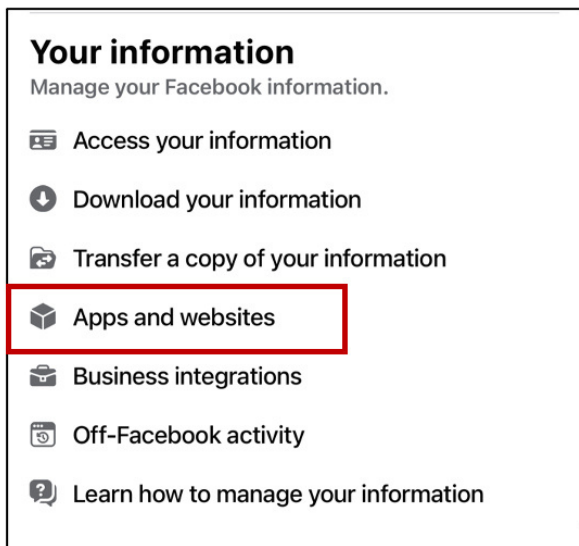 Your information
Manage your Facebook information.
Access your information
Download your information
Transfer a copy of your information
Apps and websites
Business integrations
Off-Facebook activity
Learn how to manage your information